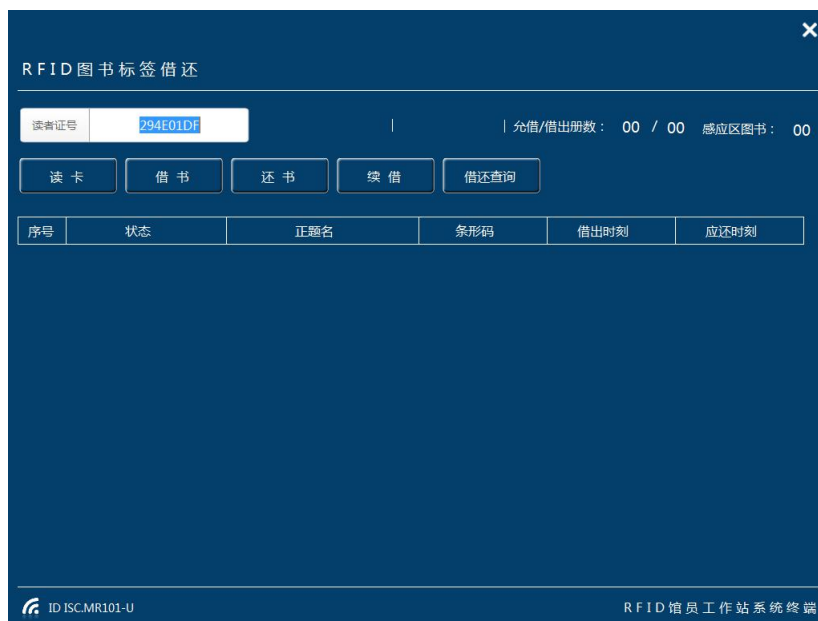 RFID图书标签借还
读者证号 294E01DF | | 允借/借出册数： 00 / 00 感应区图书： 00
读卡 借书 还书 续借 借还查询
序号 状态 正题名 条形码 借出时刻 应还时刻
ID ISC.MR101-U RFID馆员工作站系统终端